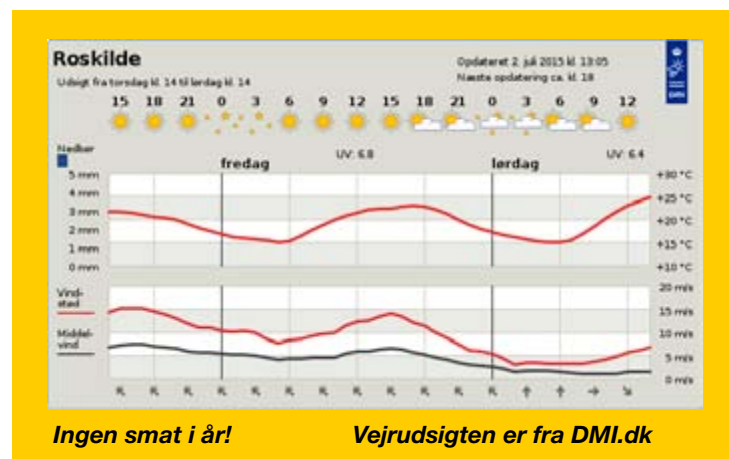 Roskilde
Opdateret 2. juli 2015 kl. 13:05
Udsigt fra torsdag kl. 14 til lørdag kl. 14
Næste opdatering ca. kl. 18
15 18 21 0 3 6 9 12 15 18 21 0 3 6 9 12
Nedbør
fredag
UV: 6.8
lørdag
UV: 6.4
5 mm
4 mm
3 mm
2 mm
1 mm
0 mm
+30 °C
+25 °C
+20 °C
+15 °C
+10 °C
Vind-
stød
Middel-
vind
20 m/s
15 m/s
10 m/s
5 m/s
0 m/s
Ingen smat i år!
Vejrudsigten er fra DMI.dk